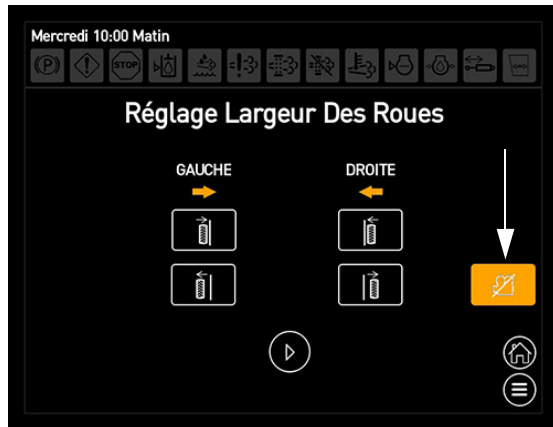 Mercredi 10:00 Matin
P STOP
Réglage Largeur Des Roues
GAUCHE DROITE